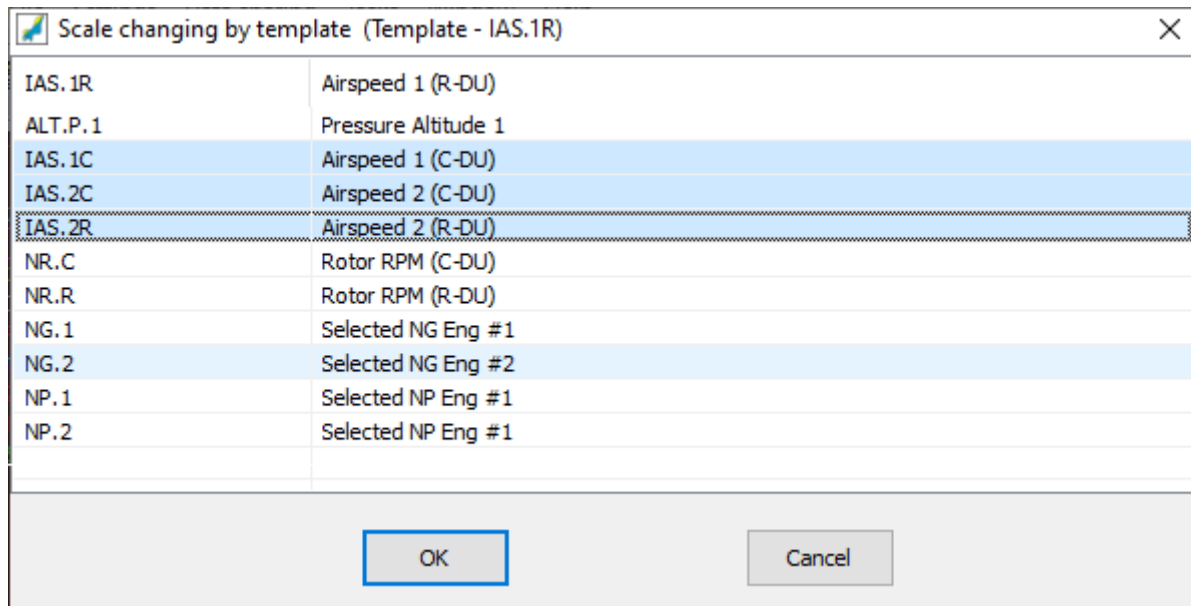 Scale changing by template (Template - IAS.1R)
IAS.1R Airspeed 1 (R-DU)
ALT.P.1 Pressure Altitude 1
IAS.1C Airspeed 1 (C-DU)
IAS.2C Airspeed 2 (C-DU)
IAS.2R Airspeed 2 (R-DU)
NR.C Rotor RPM (C-DU)
NR.R Rotor RPM (R-DU)
NG.1 Selected NG Eng #1
NG.2 Selected NG Eng #2
NP.1 Selected NP Eng #1
NP.2 Selected NP Eng #1
OK Cancel